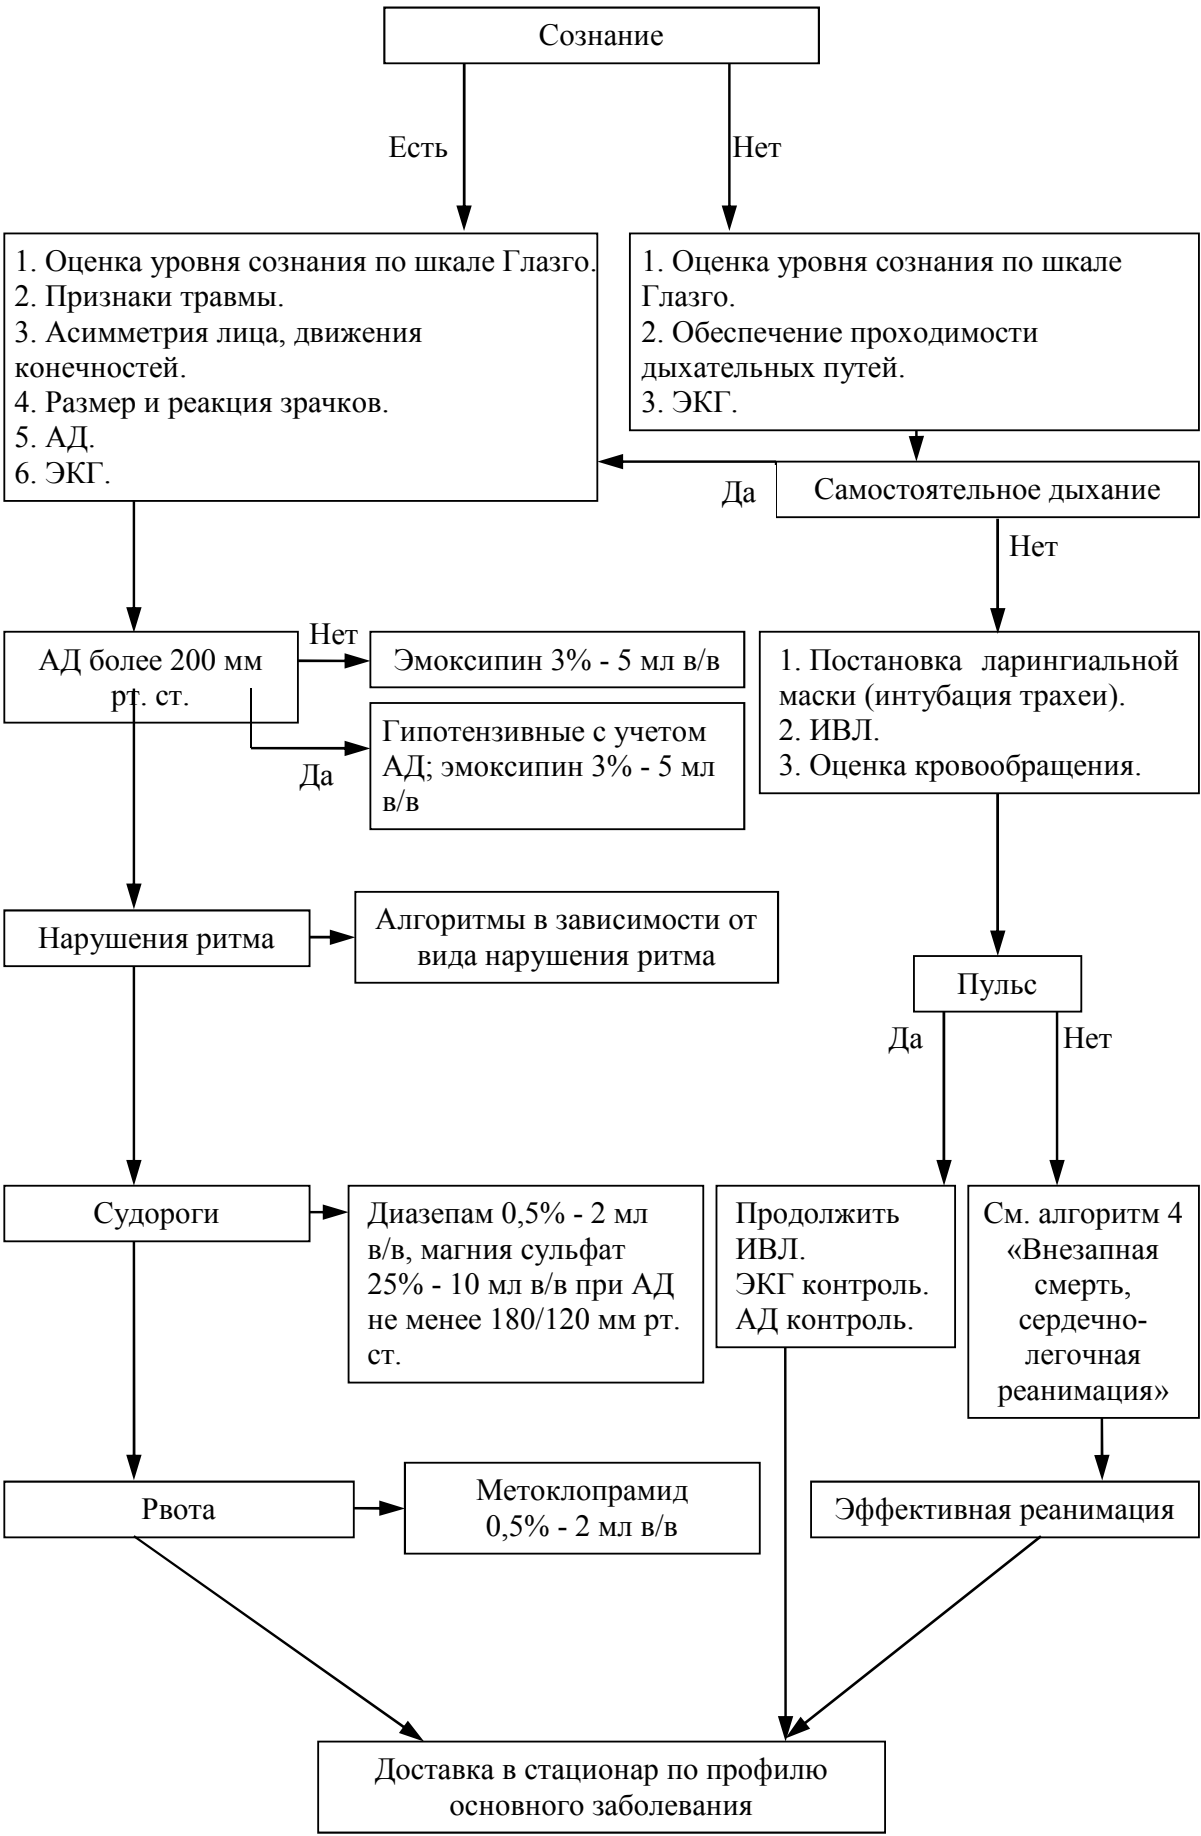 Сознание
Есть
Нет
1. Оценка уровня сознания по шкале Глазго.
2. Признаки травмы.
3. Асимметрия лица, движения
конечностей.
4. Размер и реакция зрачков.
5. АД.
6. ЭКГ.
1. Оценка уровня сознания по шкале
Глазго.
2. Обеспечение проходимости
дыхательных путей.
3. ЭКГ.
Да
Самостоятельное дыхание
Нет
АД более 200 мм
рт. ст.
Нет
Эмоксипин 3% - 5 мл в/в
Да
Гипотензивные с учетом
АД; эмоксипин 3% - 5 мл
в/в
1. Постановка ларингиальной
маски (интубация трахеи).
2. ИВЛ.
3. Оценка кровообращения.
Нарушения ритма
Алгоритмы в зависимости от
вида нарушения ритма
Пульс
Да
Нет
Судороги
Диазепам 0,5% - 2 мл
в/в, магния сульфат
25% - 10 мл в/в при АД
не менее 180/120 мм рт.
ст.
Продолжить
ИВЛ.
ЭКГ контроль.
АД контроль.
См. алгоритм 4
«Внезапная
смерть,
сердечно-
легочная
реанимация»
Рвота
Метоклопрамид
0,5% - 2 мл в/в
Эффективная реанимация
Доставка в стационар по профилю
основного заболевания